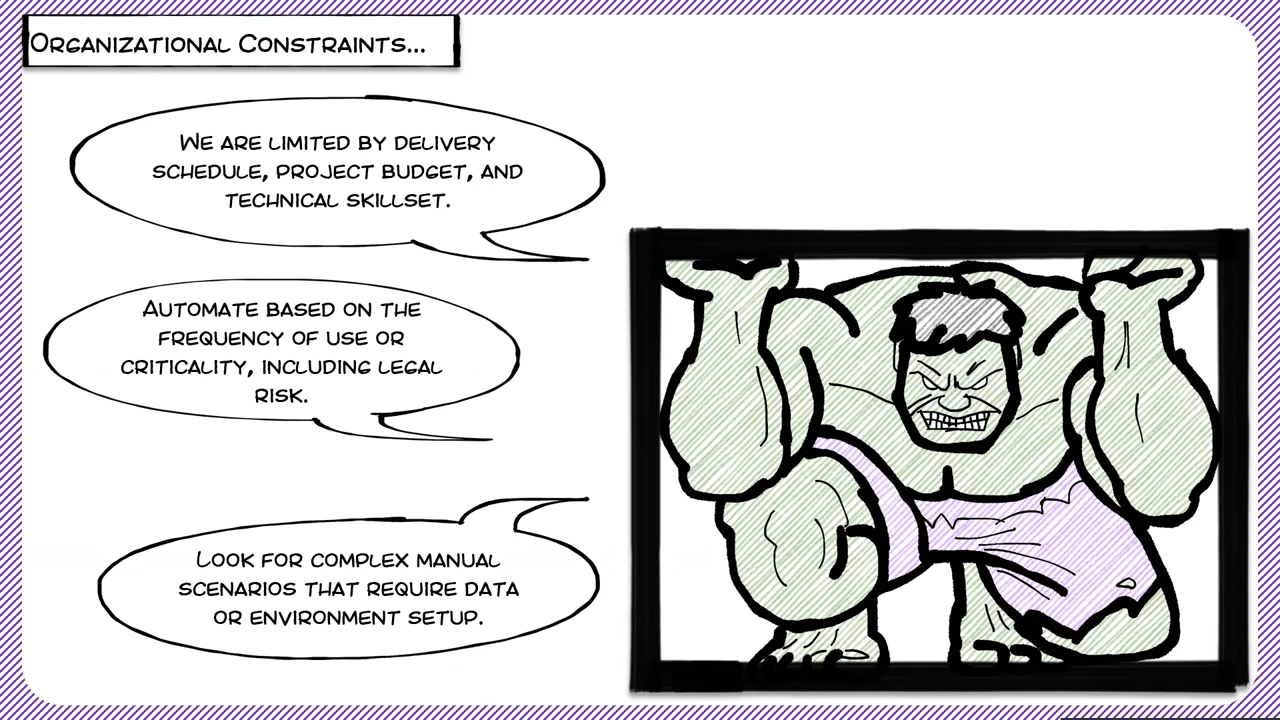 Organizational Constraints...
We are limited by delivery
schedule, project budget, and
technical skillset.
Automate based on the
frequency of use or
criticality, including legal
risk.
Look for complex manual
scenarios that require data
or environment setup.